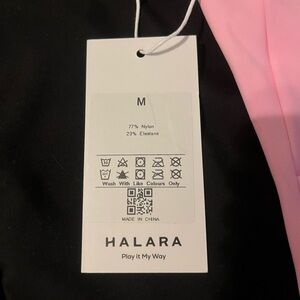 M
77% Nylon
23% Elastane
Wash With Like Colours Only
MADE IN CHINA
HALARA
Play It My Way